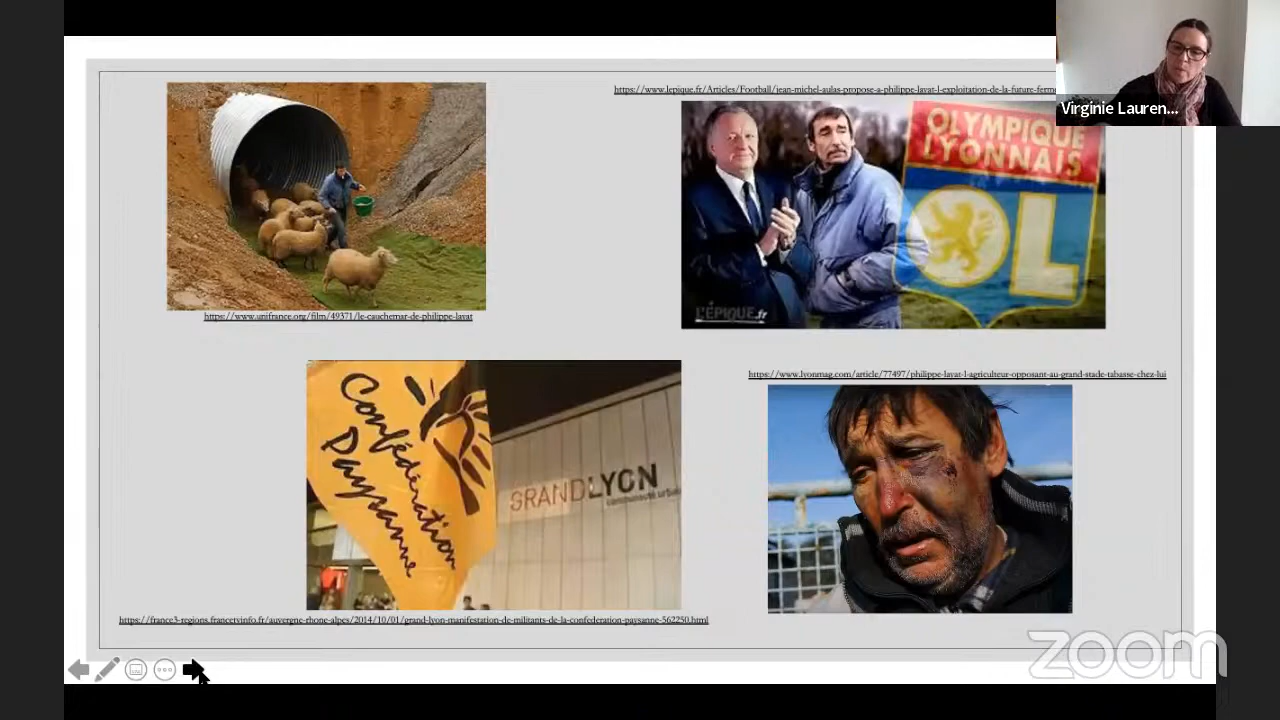 https://www.lepique.fr/Articles/Football/jean-michel-aulas-propose-a-philippe-layat-l-exploitation-de-la-future-ferme
Virginie Lauren...
OLYMPIQUE
LYONNAIS
OL
L'ÉPIQUE.fr
https://www.unifrance.org/film/49371/le-cauchemar-de-philippe-layat
https://www.lyonmag.com/article/77497/philippe-layat-l-agriculteur-opposant-au-grand-stade-tabasse-chez-lui
Confédération
Paysanne
GRANDLYON
communauté urbaine
https://france3-regions.francetvinfo.fr/auvergne-rhone-alpes/2014/10/01/grand-lyon-manifestation-de-militants-de-la-confederation-paysanne-562250.html
zoom